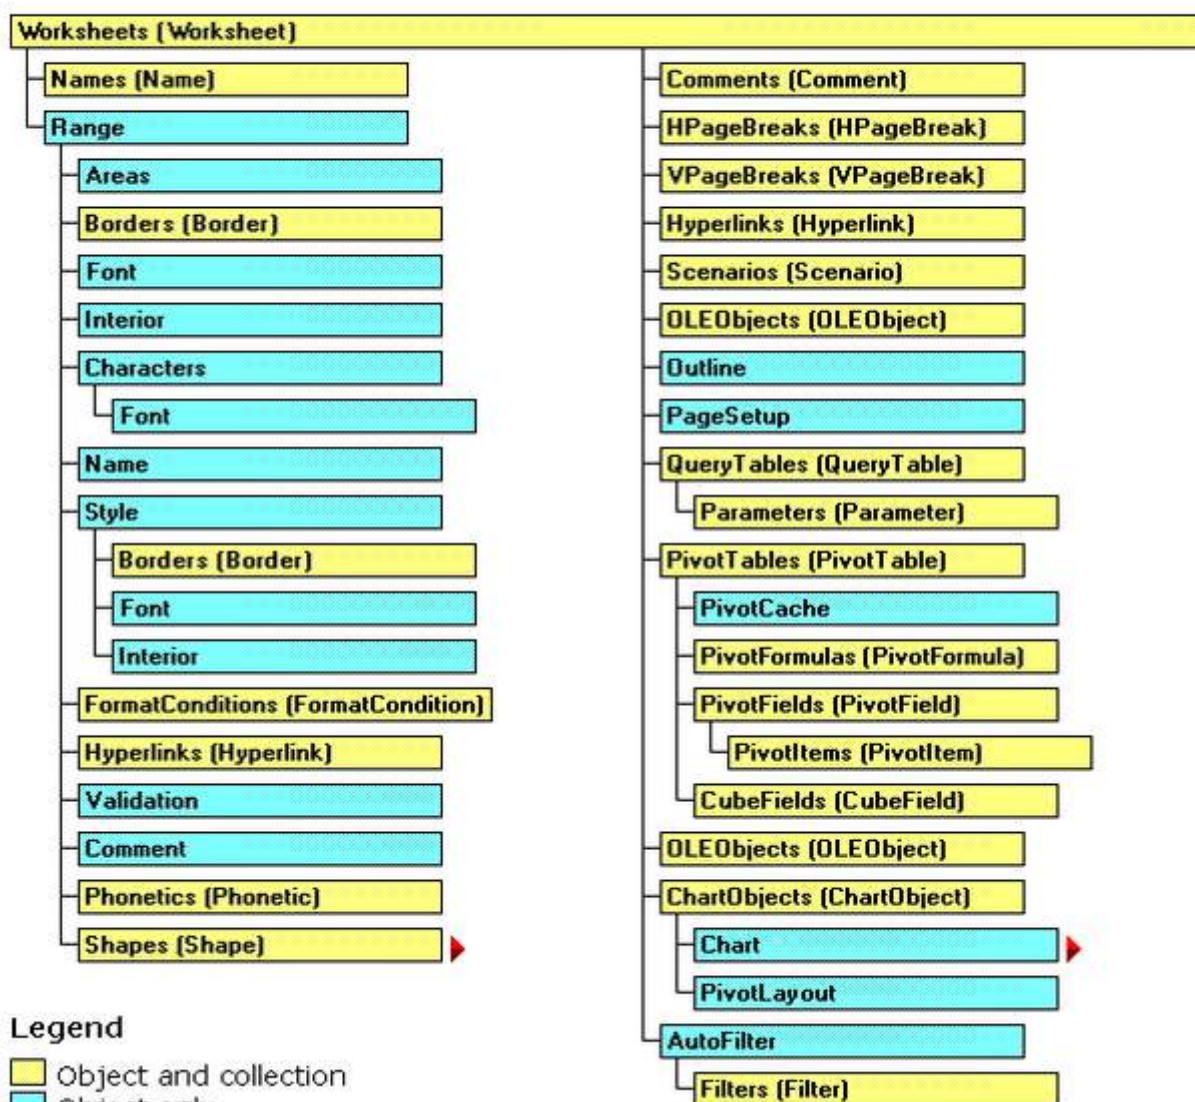 Worksheets (Worksheet)
Names (Name)
Range
Areas
Borders (Border)
Font
Interior
Characters
Font
Name
Style
Borders (Border)
Font
Interior
FormatConditions (FormatCondition)
Hyperlinks (Hyperlink)
Validation
Comment
Phonetics (Phonetic)
Shapes (Shape)
Comments (Comment)
HPageBreaks (HPageBreak)
VPageBreaks (VPageBreak)
Hyperlinks (Hyperlink)
Scenarios (Scenario)
OLEObjects (OLEObject)
Outline
PageSetup
QueryTables (QueryTable)
Parameters (Parameter)
PivotTables (PivotTable)
PivotCache
PivotFormulas (PivotFormula)
PivotFields (PivotField)
PivotItems (PivotItem)
CubeFields (CubeField)
OLEObjects (OLEObject)
ChartObjects (ChartObject)
Chart
PivotLayout
AutoFilter
Filters (Filter)
Legend
Object and collection
Object only